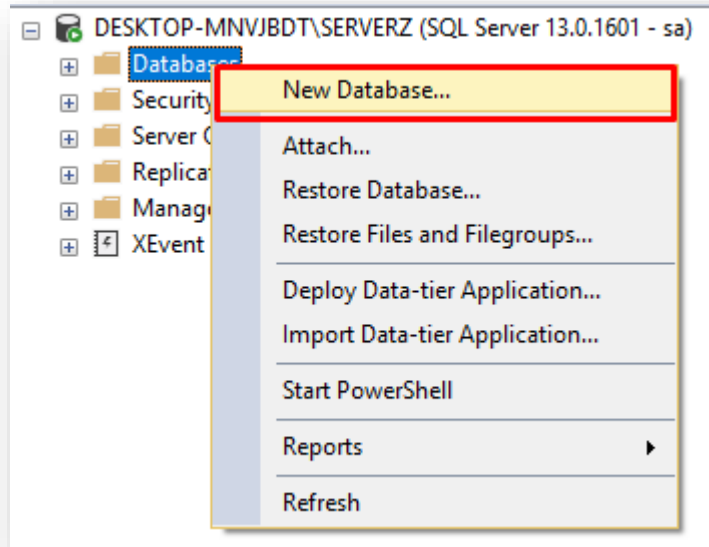 DESKTOP-MNVJBDT\SERVERZ (SQL Server 13.0.1601 - sa)
Databases
Security
Server
XEvent
New Database...
Attach...
Restore Database...
Restore Files and Filegroups...
Deploy Data-tier Application...
Import Data-tier Application...
Start PowerShell
Reports
Refresh